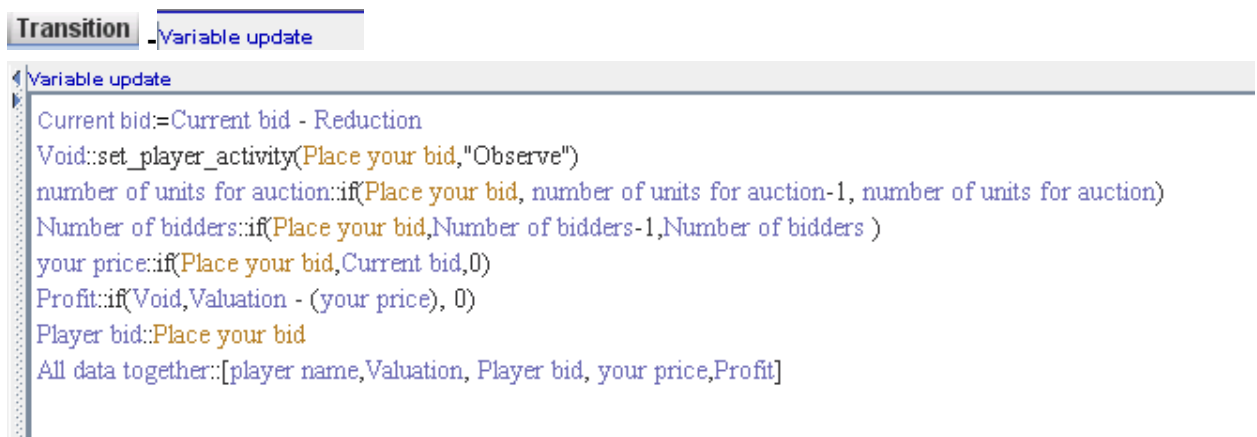 Transition - Variable update
Variable update
Current bid:=Current bid - Reduction
Void::set_player_activity(Place your bid,"Observe")
number of units for auction::if(Place your bid, number of units for auction-1, number of units for auction)
Number of bidders::if(Place your bid,Number of bidders-1,Number of bidders )
your price::if(Place your bid,Current bid,0)
Profit::if(Void,Valuation - (your price), 0)
Player bid::Place your bid
All data together::[player name,Valuation, Player bid, your price,Profit]